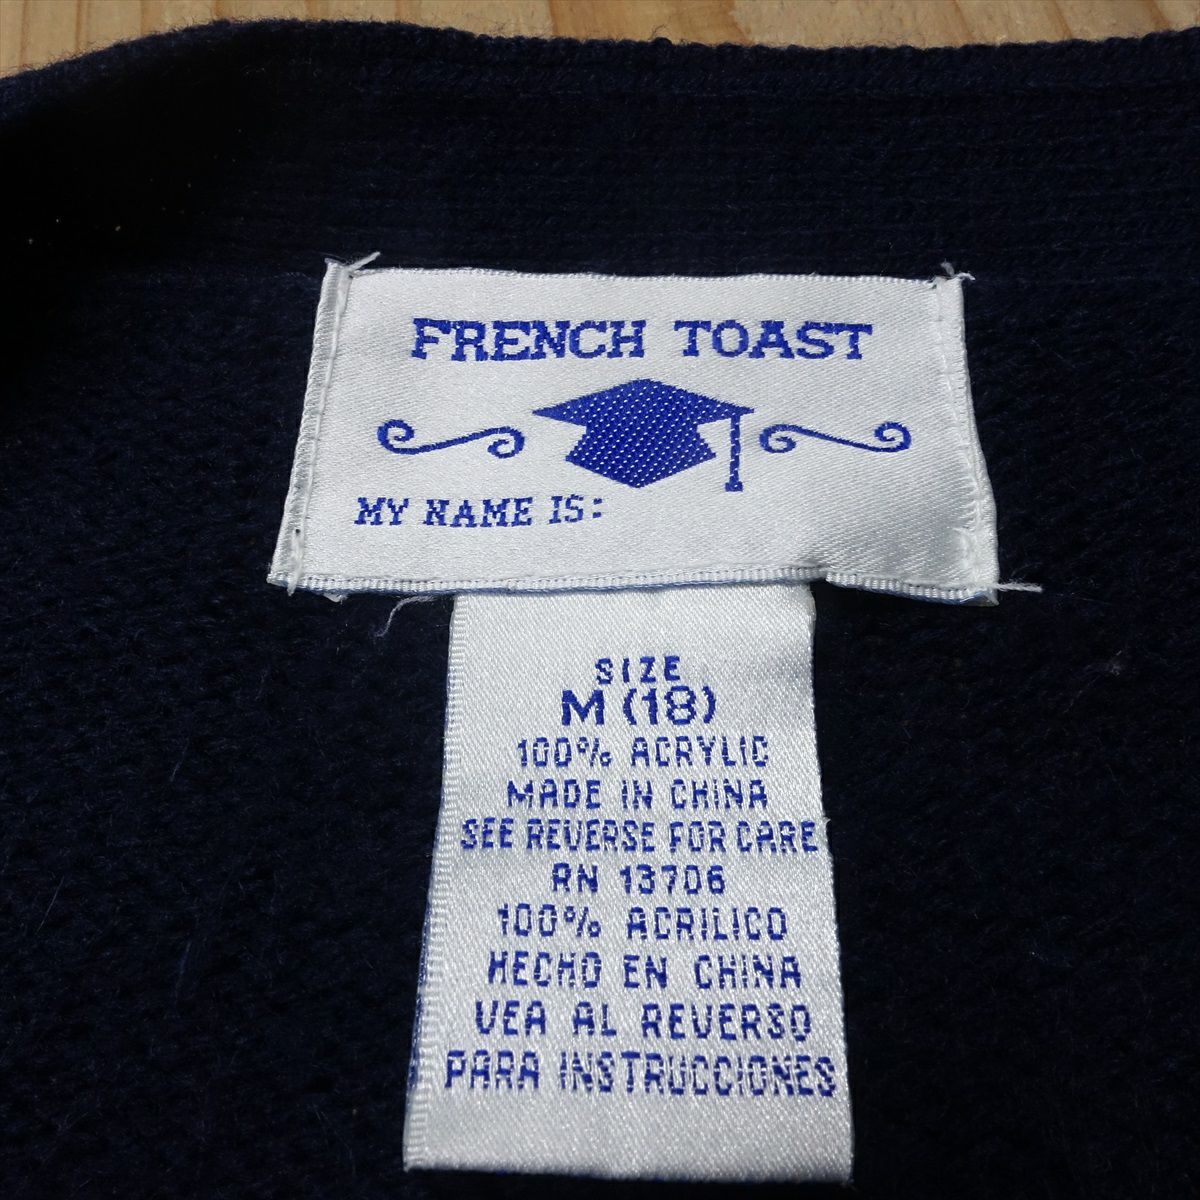 FRENCH TOAST
MY NAME IS:
SIZE
M (18)
100% ACRYLIC
MADE IN CHINA
SEE REVERSE FOR CARE
RN 13706
100% ACRILICO
HECHO EN CHINA
VEA AL REVERSO
PARA INSTRUCCIONES